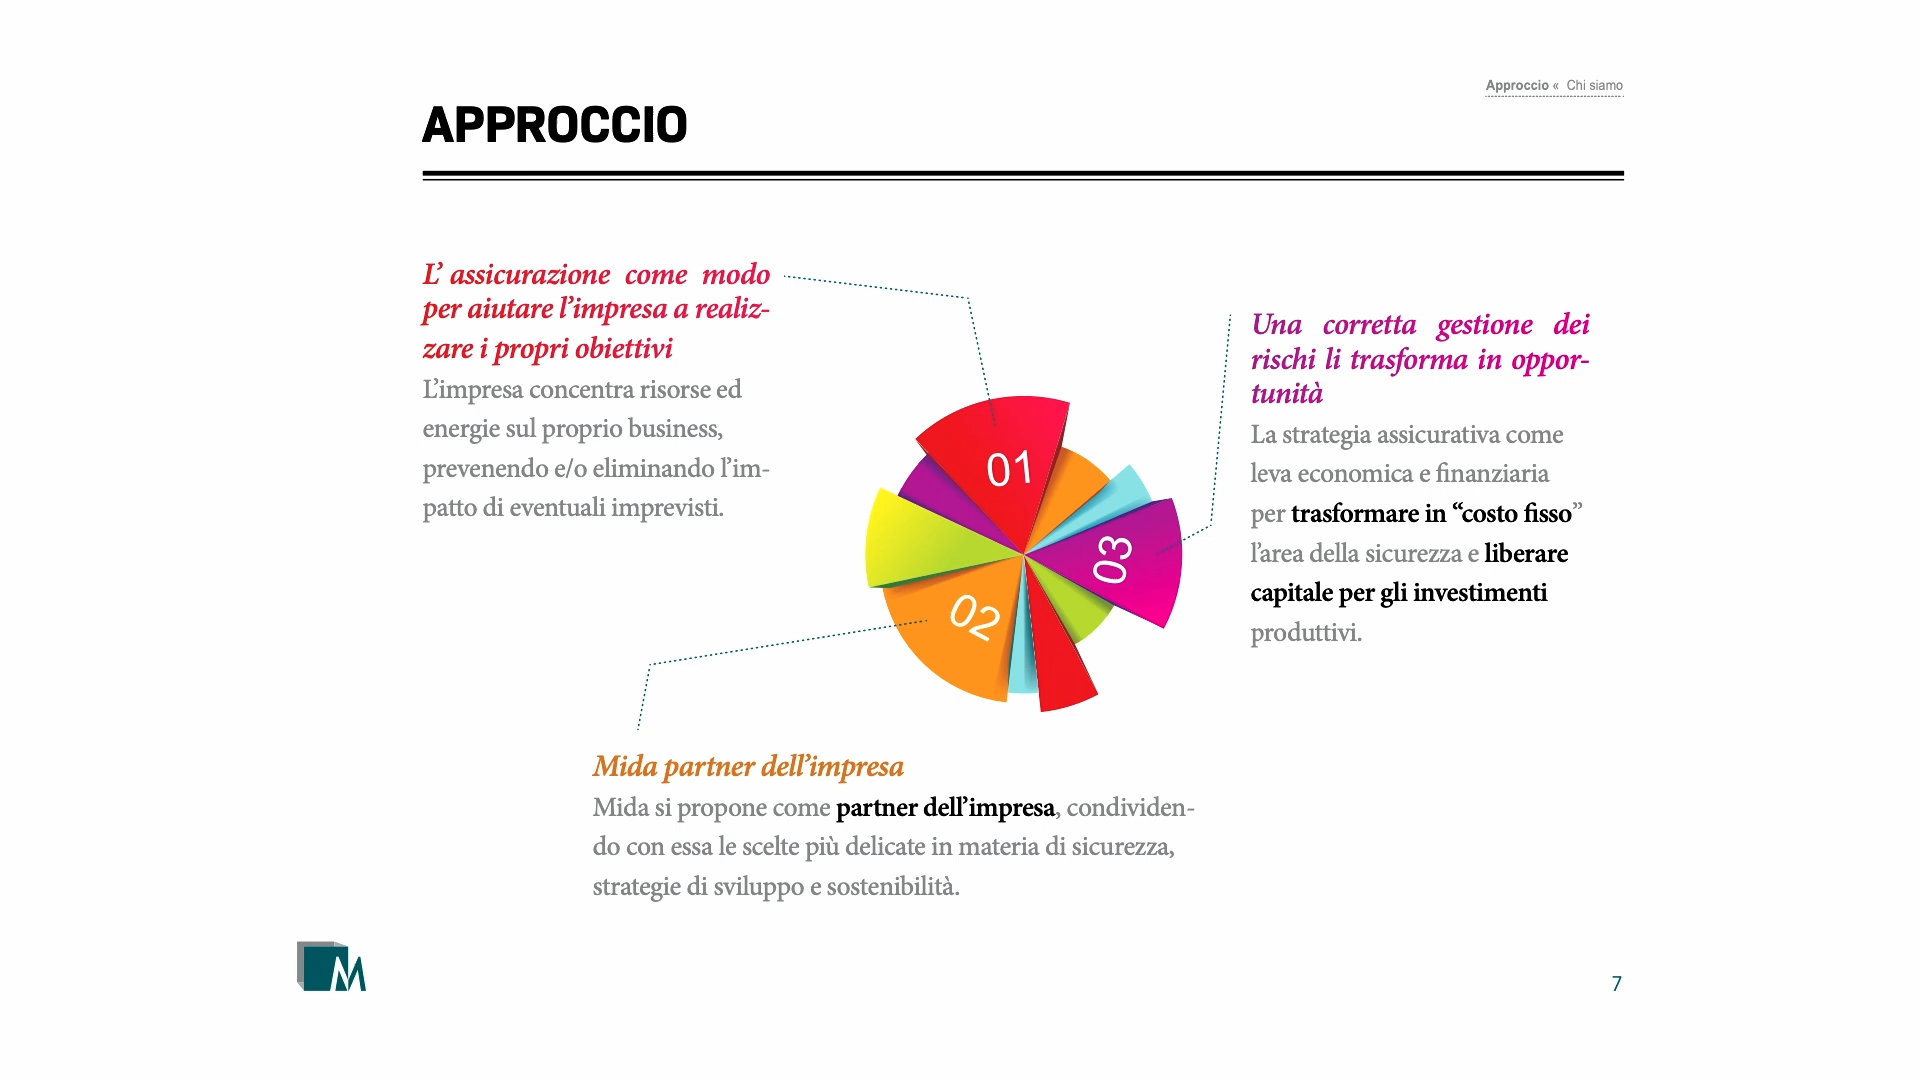 Approccio « Chi siamo
APPROCCIO
L’ assicurazione come modo
per aiutare l’impresa a realiz-
zare i propri obiettivi
L’impresa concentra risorse ed
energie sul proprio business,
prevenendo e/o eliminando l’im-
patto di eventuali imprevisti.
01
02
03
Una corretta gestione dei
rischi li trasforma in oppor-
tunità
La strategia assicurativa come
leva economica e finanziaria
per trasformare in “costo fisso”
l’area della sicurezza e liberare
capitale per gli investimenti
produttivi.
Mida partner dell’impresa
Mida si propone come partner dell’impresa, condividen-
do con essa le scelte più delicate in materia di sicurezza,
strategie di sviluppo e sostenibilità.
M
7